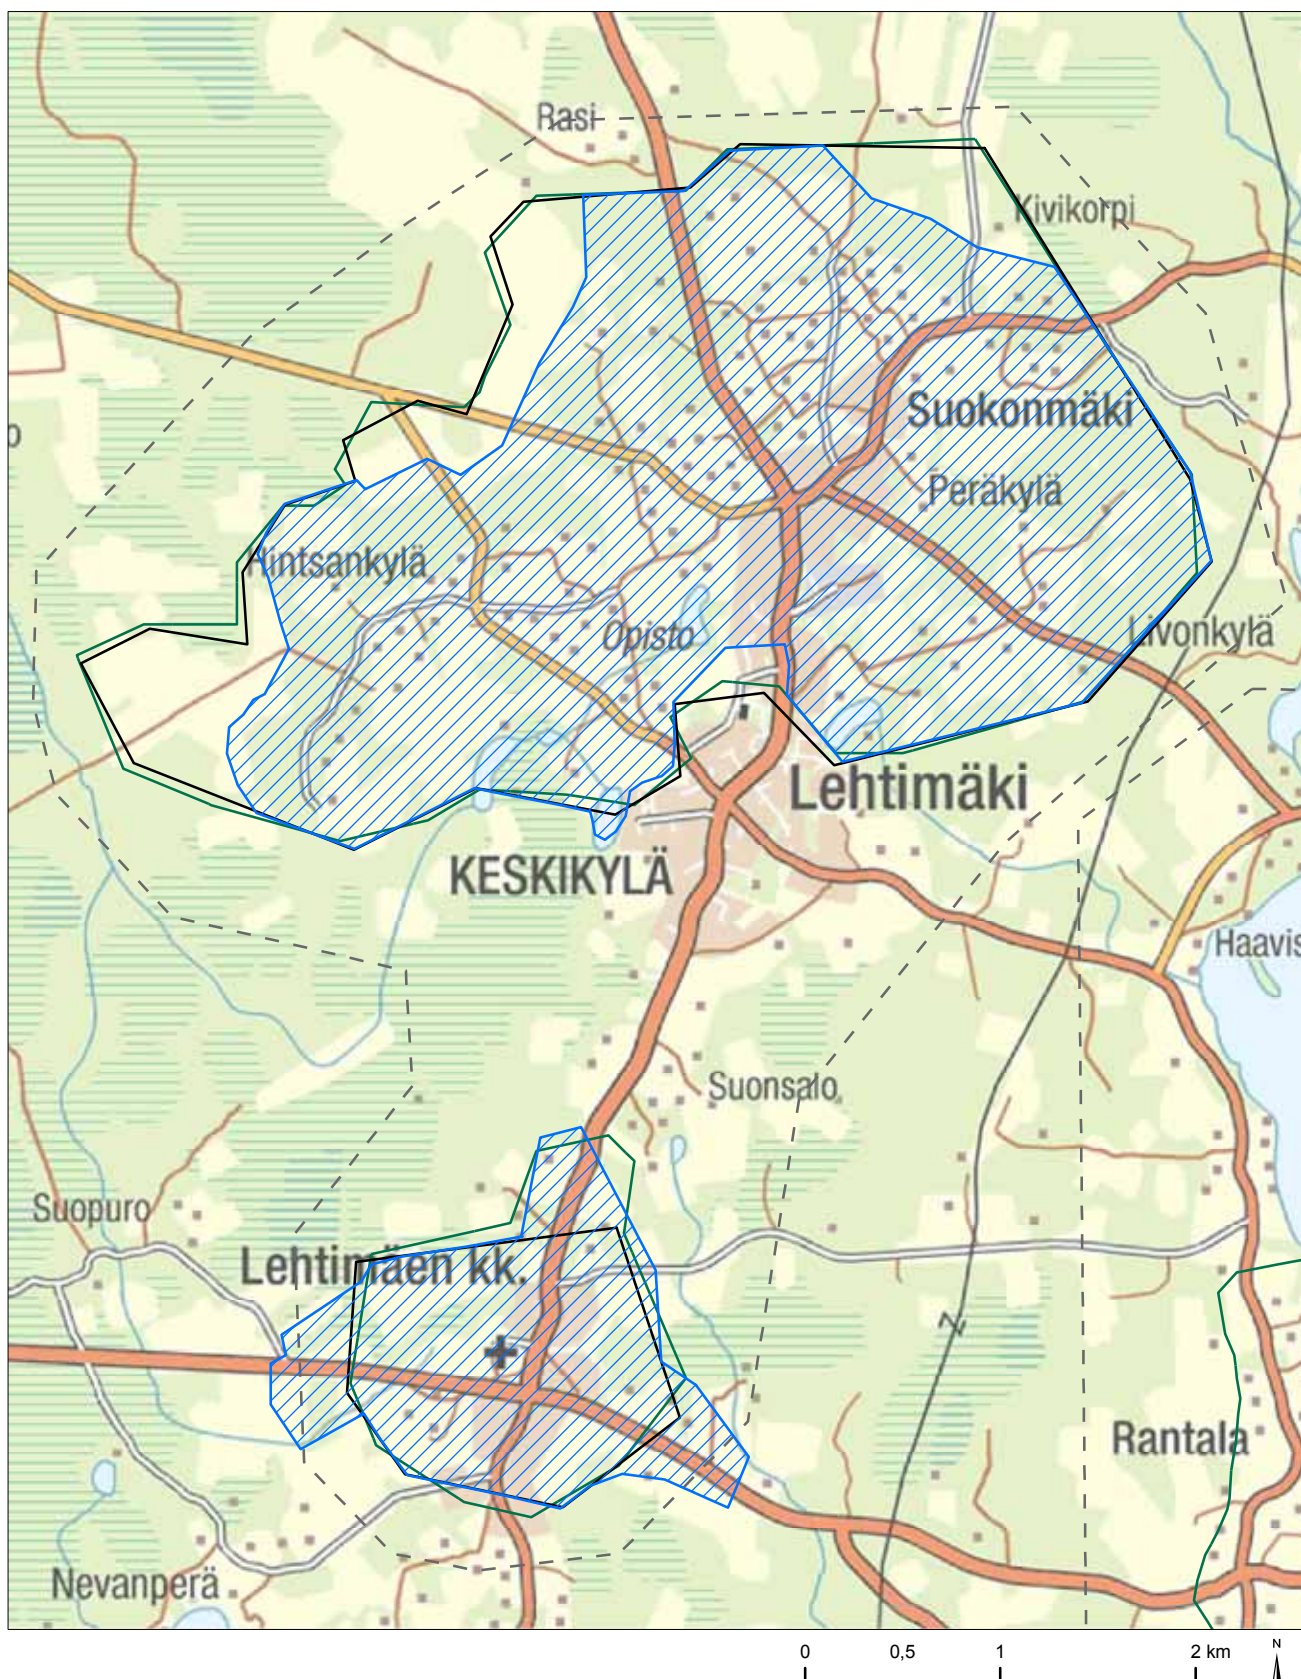 Rasi
Kivikorpi
Suokonmäki
Peräkylä
Hintsankylä
Opisto
Livonkylä
Lehtimäki
KESKIKYLÄ
Haavis
Suonsalo
Suopuro
Lehtimäen kk.
Z
Rantala
Nevanperä
0 0,5 1 2 km
N